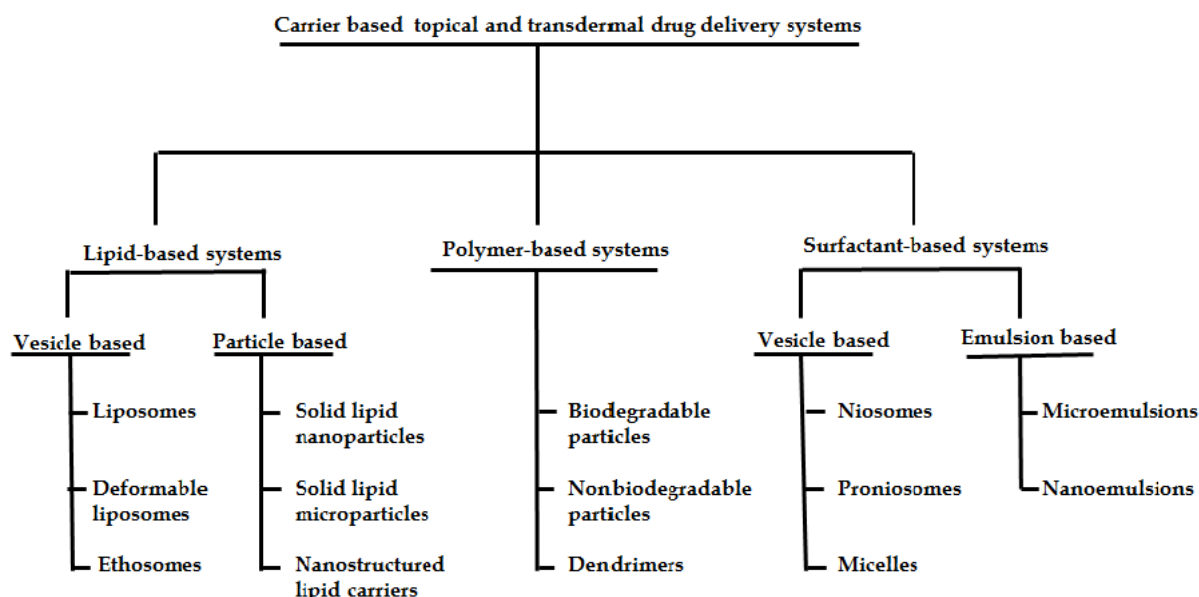 Carrier based topical and transdermal drug delivery systems
Lipid-based systems
Polymer-based systems
Surfactant-based systems
Vesicle based
Particle based
Vesicle based
Emulsion based
Liposomes
Deformable
liposomes
Ethosomes
Solid lipid
nanoparticles
Solid lipid
microparticles
Nanostructured
lipid carriers
Biodegradable
particles
Nonbiodegradable
particles
Dendrimers
Niosomes
Proniosomes
Micelles
Microemulsions
Nanoemulsions